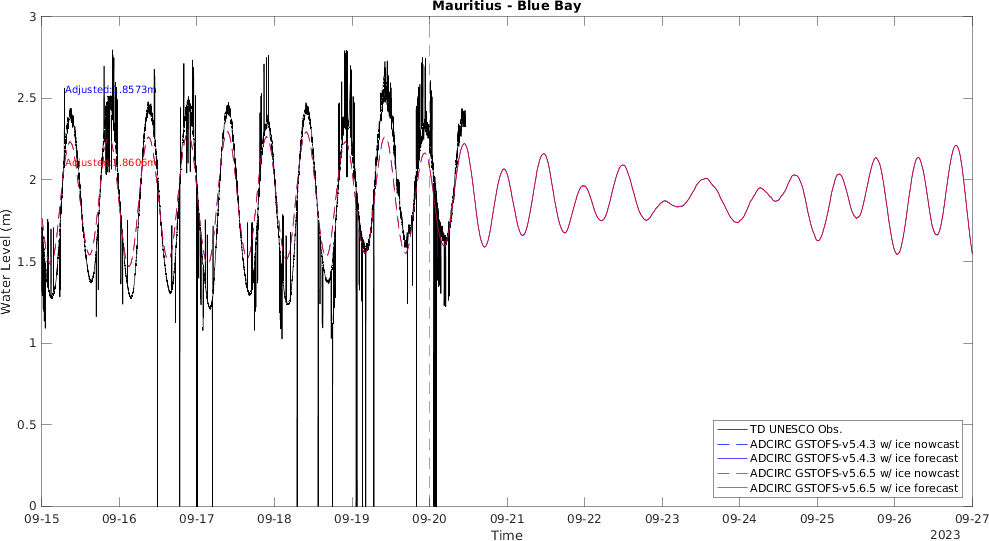 Mauritius - Blue Bay
Water Level (m)
3
2.5
2
1.5
1
0.5
0
Adjusted:1.8573m
Adjusted:1.8606m
TD UNESCO Obs.
ADCIRC GSTOFS-v5.4.3 w/ ice nowcast
ADCIRC GSTOFS-v5.4.3 w/ ice forecast
ADCIRC GSTOFS-v5.6.5 w/ ice nowcast
ADCIRC GSTOFS-v5.6.5 w/ ice forecast
09-15 09-16 09-17 09-18 09-19 09-20 09-21 09-22 09-23 09-24 09-25 09-26 09-27
Time
2023